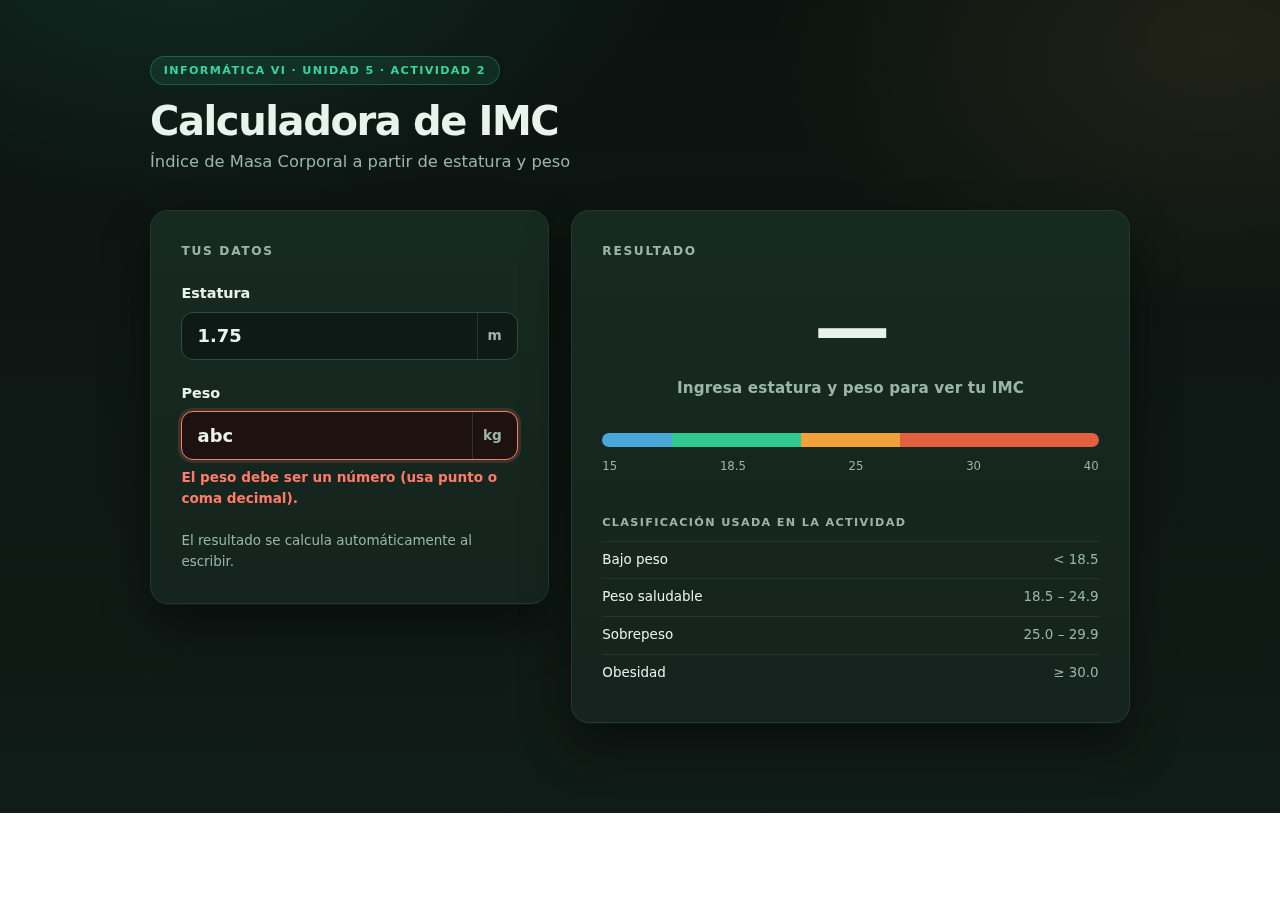 INFORMÁTICA VI · UNIDAD 5 · ACTIVIDAD 2
Calculadora de IMC
Índice de Masa Corporal a partir de estatura y peso
TUS DATOS
Estatura
1.75 m
Peso
abc kg
El peso debe ser un número (usa punto o
coma decimal).
El resultado se calcula automáticamente al
escribir.
RESULTADO
—
Ingresa estatura y peso para ver tu IMC
15 18.5 25 30 40
CLASIFICACIÓN USADA EN LA ACTIVIDAD
Bajo peso < 18.5
Peso saludable 18.5 – 24.9
Sobrepeso 25.0 – 29.9
Obesidad ≥ 30.0